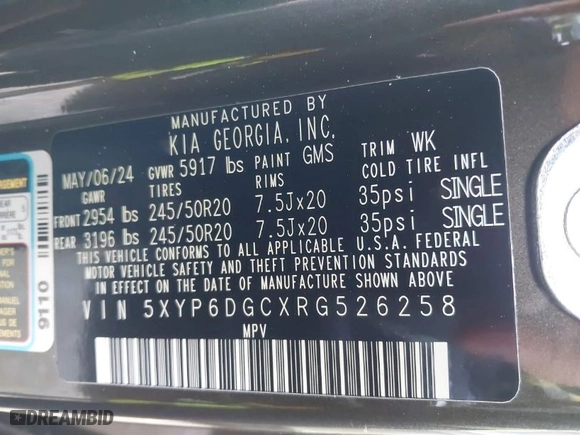 MANUFACTURED BY
KIA GEORGIA, INC.
MAY/06/24 GVWR 5917 lbs PAINT GMS TRIM WK
GAWR TIRES RIMS COLD TIRE INFL
FRONT 2954 lbs 245/50R20 7.5Jx20 35psi SINGLE
REAR 3196 lbs 245/50R20 7.5Jx20 35psi SINGLE
THIS VEHICLE CONFORMS TO ALL APPLICABLE U.S.A. FEDERAL
MOTOR VEHICLE SAFETY AND THEFT PREVENTION STANDARDS
IN EFFECT ON THE DATE OF MANUFACTURE SHOWN ABOVE.
VIN 5XYP6DGCXRG526258
MPV
9110
DREAMBID